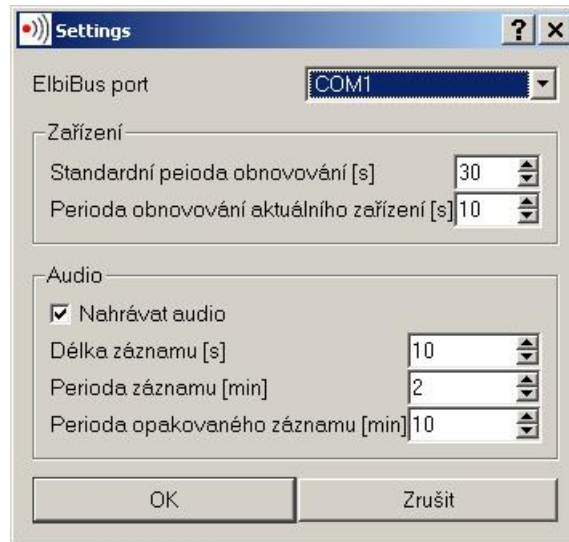 Settings
ElbiBus port COM1
Zařízení
Standardní peioda obnovování [s] 30
Perioda obnovování aktuálního zařízení [s] 10
Audio
Nahrávat audio
Délka záznamu [s] 10
Perioda záznamu [min] 2
Perioda opakovaného záznamu [min] 10
OK Zrušit